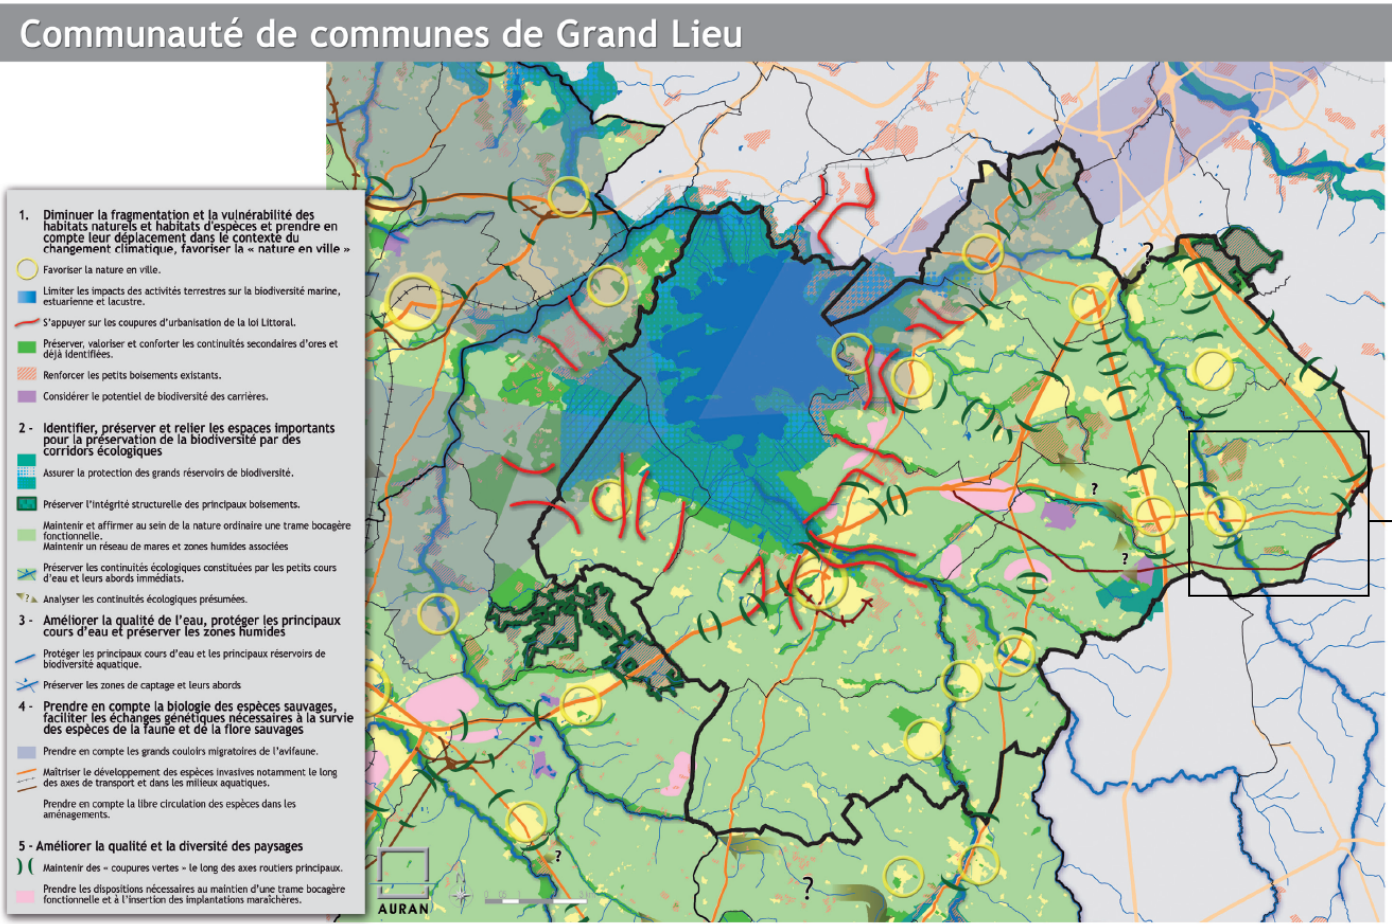 Communauté de communes de Grand Lieu
1. Diminuer la fragmentation et la vulnérabilité des
habitats naturels et habitats d'espèces et prendre en
compte leur déplacement dans le contexte du
changement climatique, favoriser la « nature en ville »
Favoriser la nature en ville.
Limiter les impacts des activités terrestres sur la biodiversité marine,
estuarienne et lacustre.
S'appuyer sur les coupures d'urbanisation de la loi Littoral.
Préserver, valoriser et conforter les continuités secondaires d'ores et
déjà identifiées.
Renforcer les petits boisements existants.
Considérer le potentiel de biodiversité des carrières.
2 - Identifier, préserver et relier les espaces importants
pour la préservation de la biodiversité par des
corridors écologiques
Assurer la protection des grands réservoirs de biodiversité.
Préserver l'intégrité structurelle des principaux boisements.
Maintenir et affirmer au sein de la nature ordinaire une trame bocagère
fonctionnelle.
Maintenir un réseau de mares et zones humides associées
Préserver les continuités écologiques constituées par les petits cours
d'eau et leurs abords immédiats.
? Analyser les continuités écologiques présumées.
3 - Améliorer la qualité de l'eau, protéger les principaux
cours d'eau et préserver les zones humides
Protéger les principaux cours d'eau et les principaux réservoirs de
biodiversité aquatique.
Préserver les zones de captage et leurs abords
4 - Prendre en compte la biologie des espèces sauvages,
faciliter les échanges génétiques nécessaires à la survie
des espèces de la faune et de la flore sauvages
Prendre en compte les grands couloirs migratoires de l'avifaune.
Maîtriser le développement des espèces invasives notamment le long
des axes de transport et dans les milieux aquatiques.
Prendre en compte la libre circulation des espèces dans les
aménagements.
5 - Améliorer la qualité et la diversité des paysages
Maintenir des « coupures vertes » le long des axes routiers principaux.
Prendre les dispositions nécessaires au maintien d'une trame bocagère
fonctionnelle et à l'insertion des implantations maraîchères.
?
?
?
?
?
AURAN